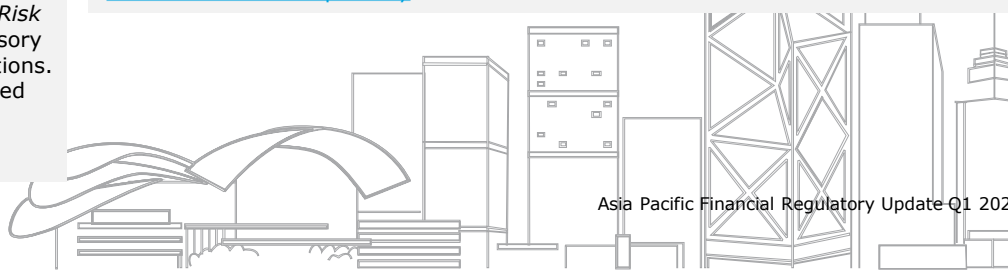 Risk
sory
tions.
ed
Asia Pacific Financial Regulatory Update Q1 202